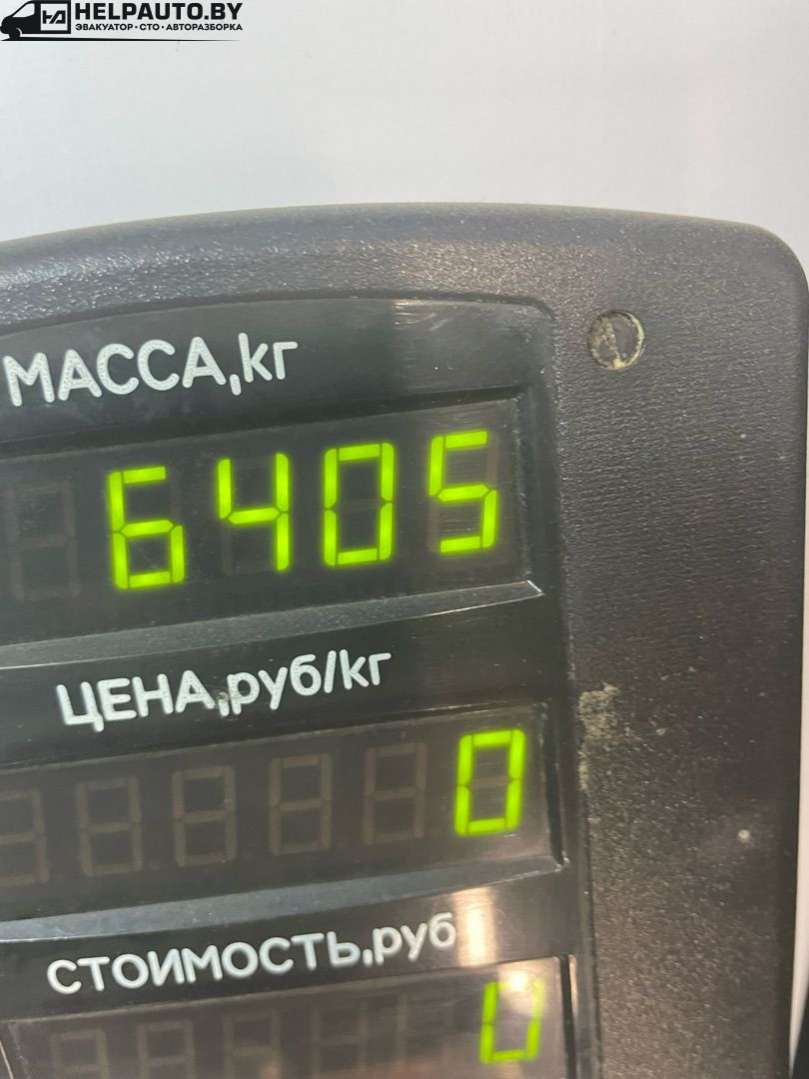 HELPAUTO.BY
ЭВАКУАТОР • СТО • АВТОРАЗБОРКА
МАССА,кг
6405
ЦЕНА,руб/кг
0
СТОИМОСТЬ,руб
0